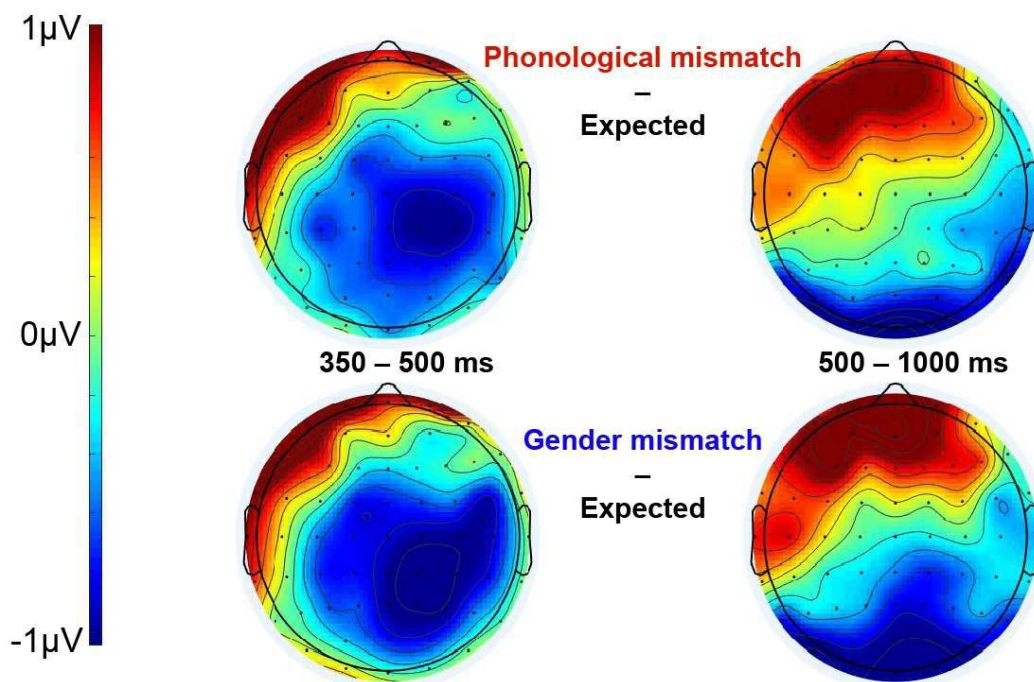 1µV
0µV
-1µV
Phonological mismatch
–
Expected
350 – 500 ms
500 – 1000 ms
Gender mismatch
–
Expected